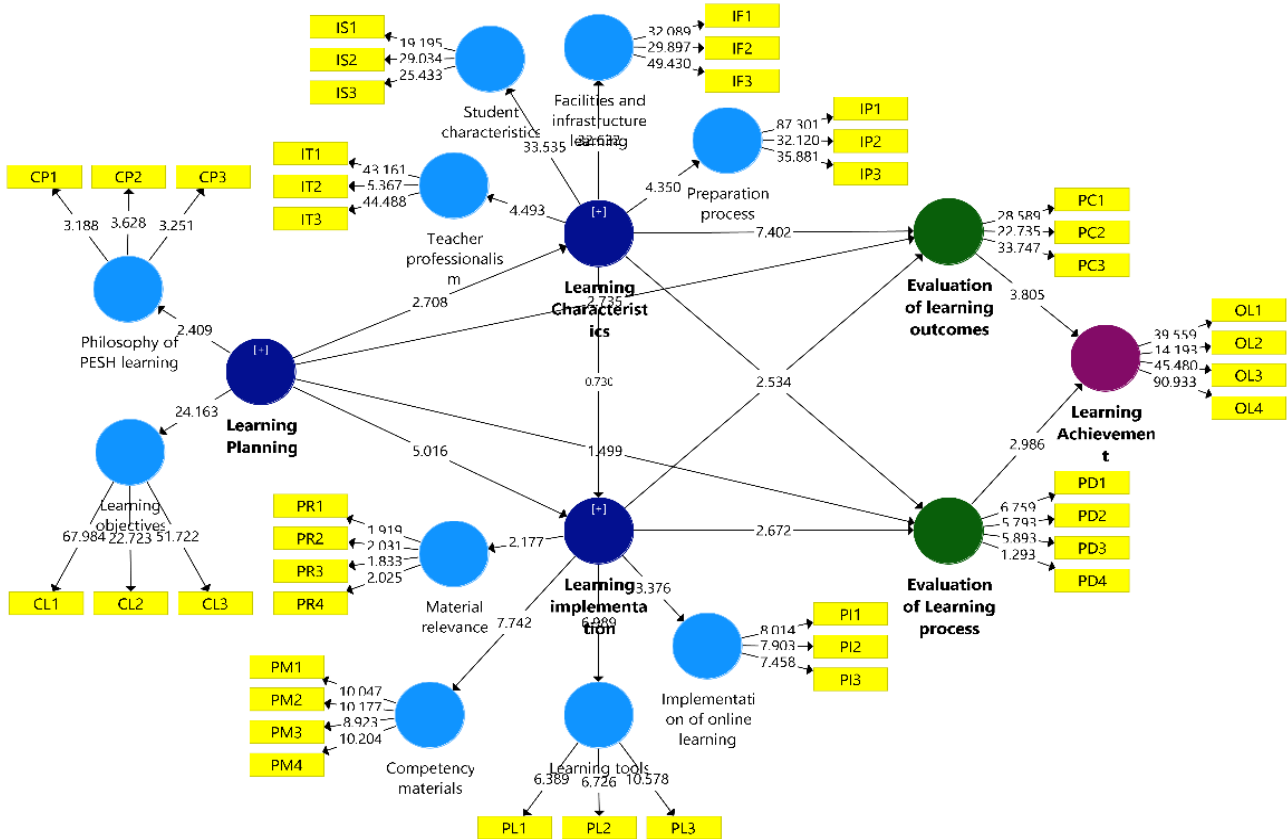 IS1
IS2
IS3
19.195
29.034
25.433
Student
characteristics
IF1
IF2
IF3
32.089
29.897
49.430
Facilities and
infrastructure
learning
IP1
IP2
IP3
87.301
32.120
35.881
Preparation
process
33.535
4.350
IT1
IT2
IT3
43.161
5.367
44.488
Teacher
professionalis
m
4.493
CP1
CP2
CP3
3.188
3.628
3.251
Philosophy of
PESH learning
2.409
[+]
Learning
Characterist
ics
7.402
2.708
2.735
0.730
PC1
PC2
PC3
28.589
22.735
33.747
Evaluation
of learning
outcomes
3.805
[+]
Learning
Planning
24.163
5.016
1.499
2.534
OL1
OL2
OL3
OL4
39.559
14.193
45.480
90.933
Learning
Achievemen
t
2.986
Learning
objectives
67.984
22.723
51.722
CL1
CL2
CL3
PR1
PR2
PR3
PR4
1.919
2.031
1.833
2.025
Material
relevance
2.177
[+]
Learning
implementa
tion
2.672
PD1
PD2
PD3
PD4
6.759
5.793
5.893
1.293
Evaluation
of Learning
process
7.742
6.989
3.376
PI1
PI2
PI3
8.014
7.903
7.458
Implementati
on of online
learning
PM1
PM2
PM3
PM4
10.047
10.177
8.923
10.204
Competency
materials
Learning tools
6.389
6.726
10.578
PL1
PL2
PL3